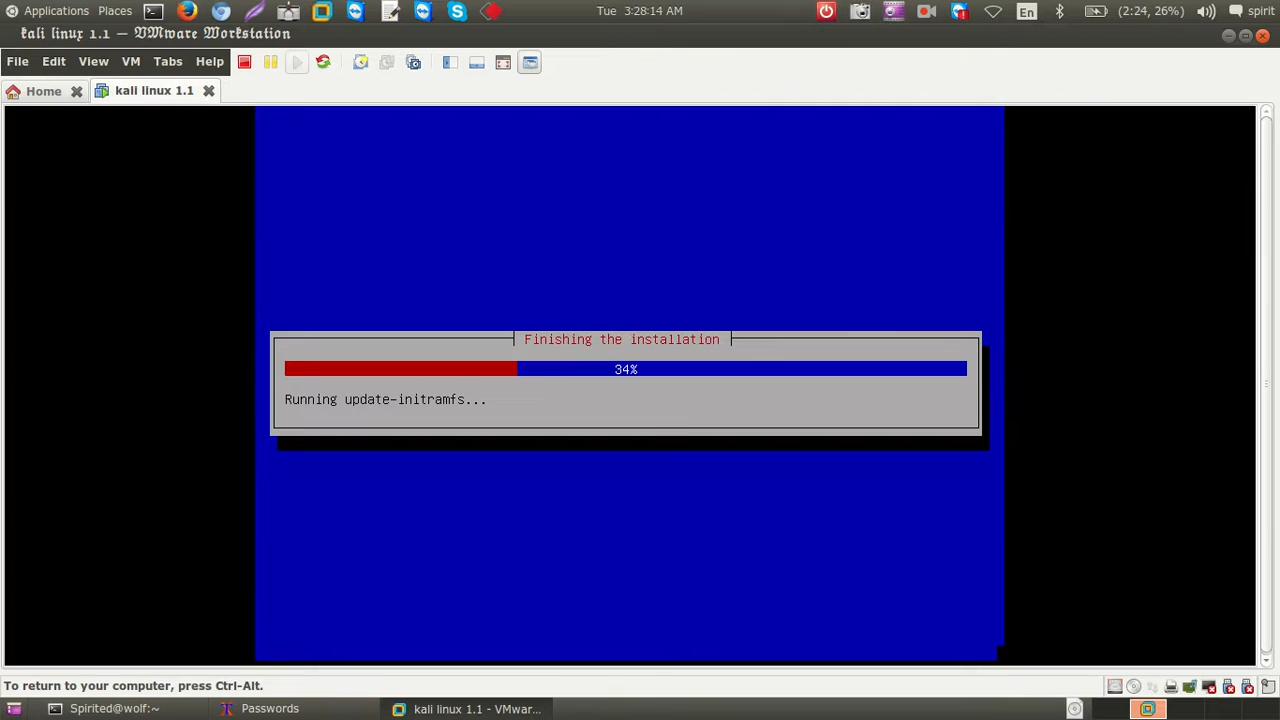 Applications Places Tue 3:28:14 AM En (2:24, 26%) spirit
kali linux 1.1 — VMware Workstation
File Edit View VM Tabs Help
Home kali linux 1.1
Finishing the installation
34%
Running update-initramfs...
To return to your computer, press Ctrl-Alt.
Spirited@wolf:~ Passwords kali linux 1.1 - VMwar...